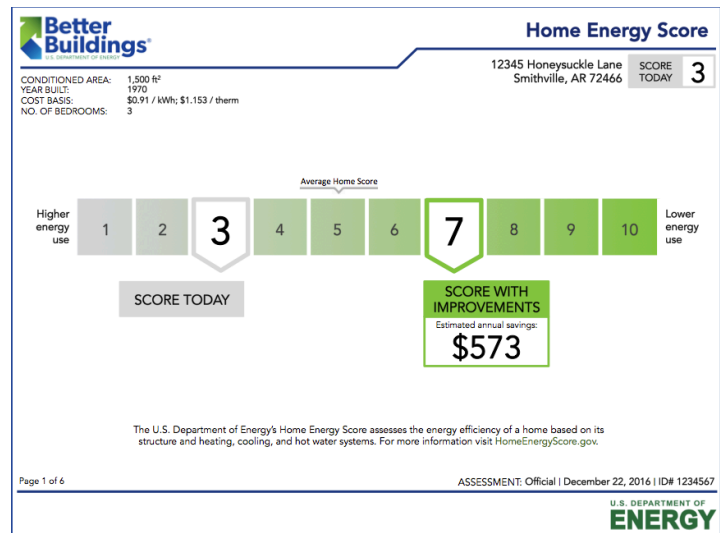 Better
Buildings®
U.S. DEPARTMENT OF ENERGY
Home Energy Score
12345 Honeysuckle Lane
Smithville, AR 72466
SCORE
TODAY
3
CONDITIONED AREA: 1,500 ft²
YEAR BUILT: 1970
COST BASIS: $0.91 / kWh; $1.153 / therm
NO. OF BEDROOMS: 3
Average Home Score
Higher
energy
use
1 2 3 4 5 6 7 8 9 10
Lower
energy
use
SCORE TODAY
SCORE WITH
IMPROVEMENTS
Estimated annual savings:
$573
The U.S. Department of Energy's Home Energy Score assesses the energy efficiency of a home based on its
structure and heating, cooling, and hot water systems. For more information visit HomeEnergyScore.gov.
Page 1 of 6
ASSESSMENT: Official | December 22, 2016 | ID# 1234567
U.S. DEPARTMENT OF
ENERGY